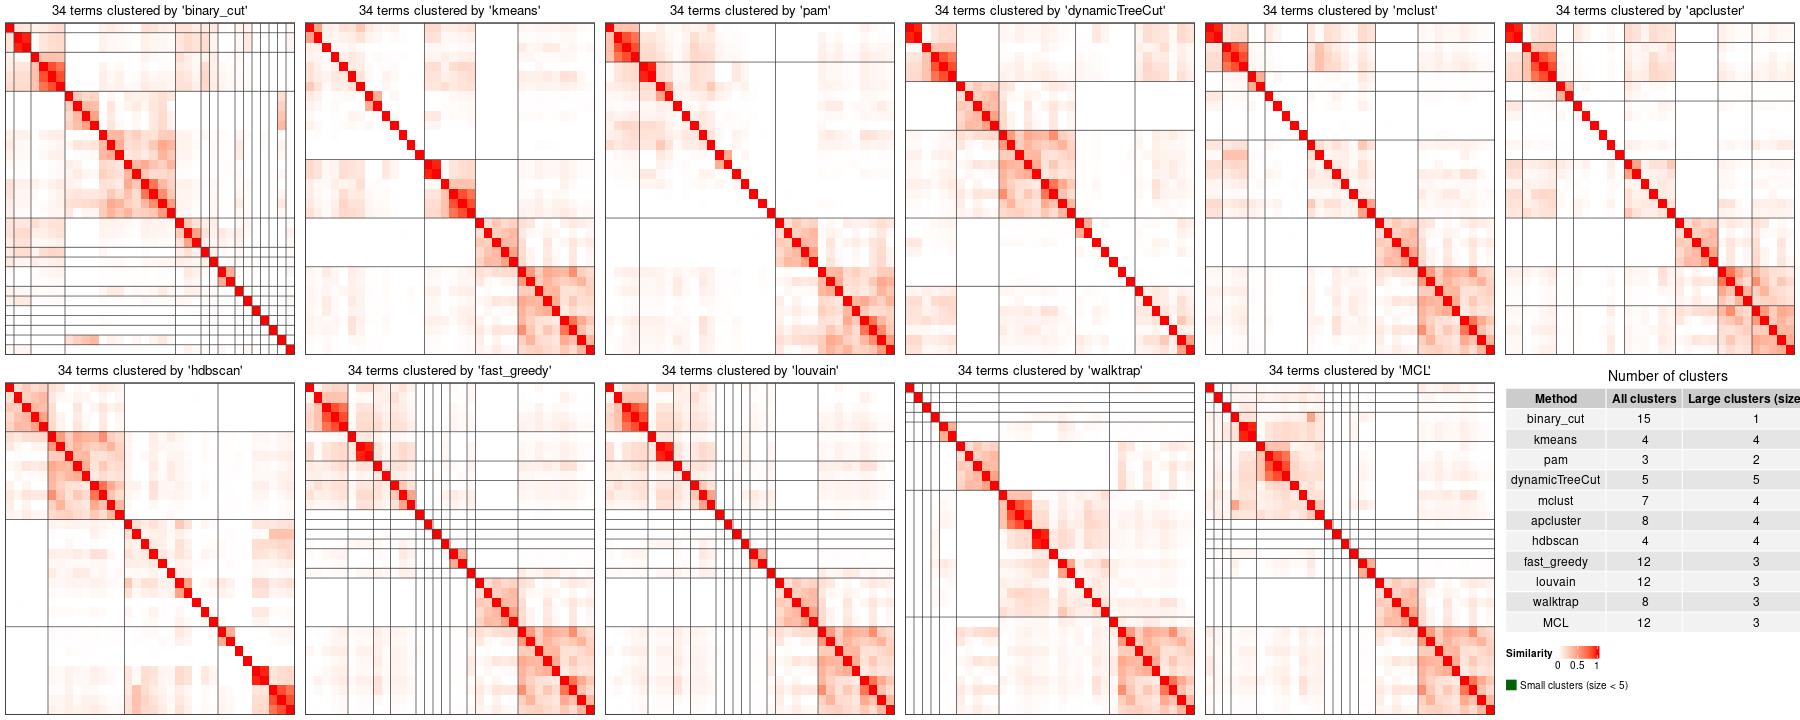 34 terms clustered by 'binary_cut'
34 terms clustered by 'kmeans'
34 terms clustered by 'pam'
34 terms clustered by 'dynamicTreeCut'
34 terms clustered by 'mclust'
34 terms clustered by 'apcluster'
34 terms clustered by 'hdbscan'
34 terms clustered by 'fast_greedy'
34 terms clustered by 'louvain'
34 terms clustered by 'walktrap'
34 terms clustered by 'MCL'
Number of clusters
Method All clusters Large clusters (size
binary_cut 15 1
kmeans 4 4
pam 3 2
dynamicTreeCut 5 5
mclust 7 4
apcluster 8 4
hdbscan 4 4
fast_greedy 12 3
louvain 12 3
walktrap 8 3
MCL 12 3
Similarity
0 0.5 1
Small clusters (size < 5)